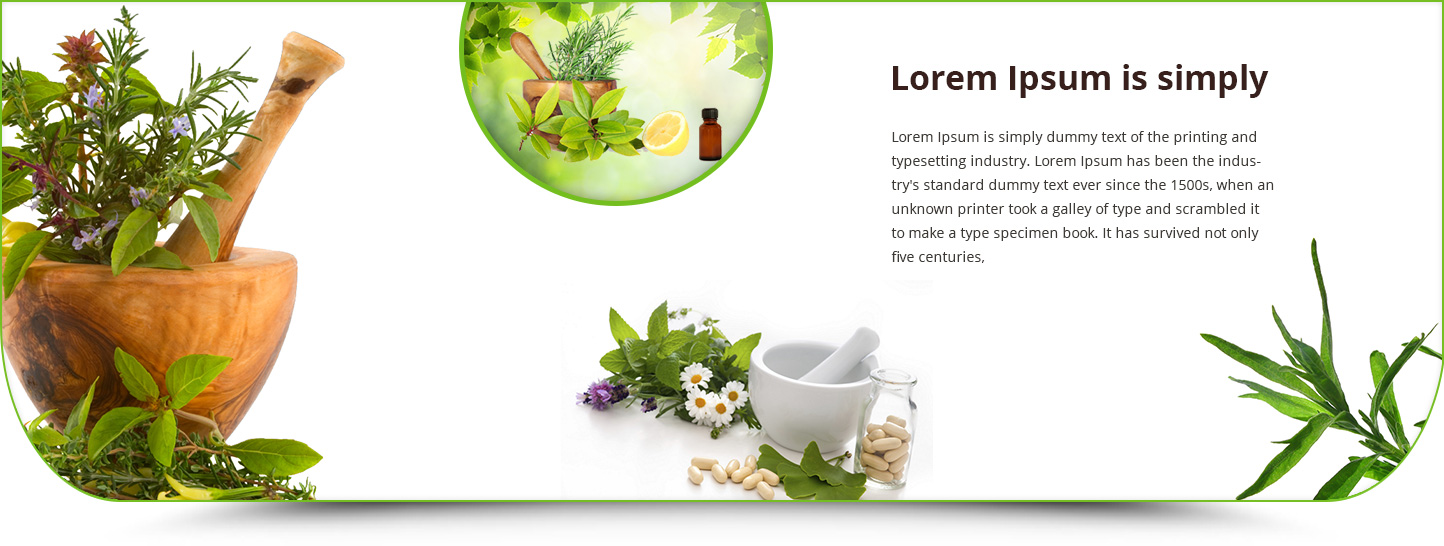 Lorem Ipsum is simply
Lorem Ipsum is simply dummy text of the printing and
typesetting industry. Lorem Ipsum has been the indus-
try's standard dummy text ever since the 1500s, when an
unknown printer took a galley of type and scrambled it
to make a type specimen book. It has survived not only
five centuries,